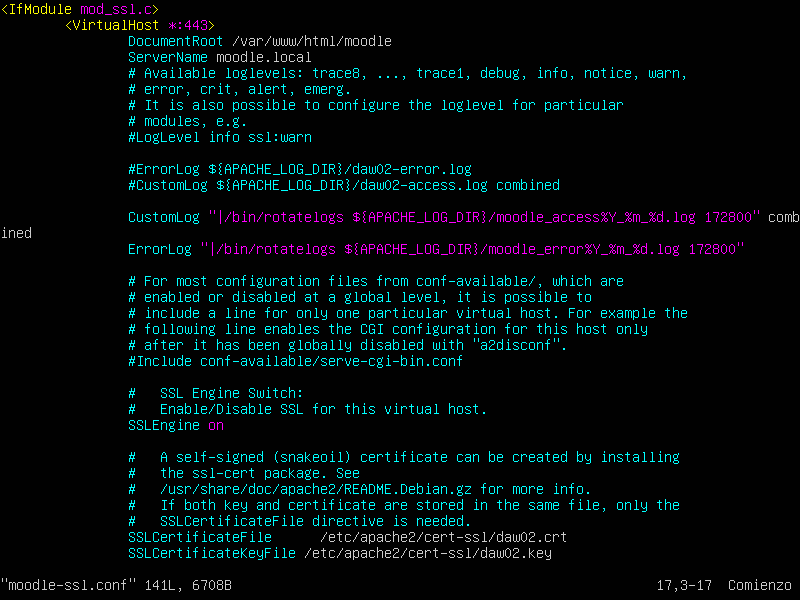 <IfModule mod_ssl.c>
<VirtualHost *:443>
DocumentRoot /var/www/html/moodle
ServerName moodle.local
# Available loglevels: trace8, ..., trace1, debug, info, notice, warn,
# error, crit, alert, emerg.
# It is also possible to configure the loglevel for particular
# modules, e.g.
#LogLevel info ssl:warn
#ErrorLog ${APACHE_LOG_DIR}/daw02-error.log
#CustomLog ${APACHE_LOG_DIR}/daw02-access.log combined
CustomLog "|/bin/rotatelogs ${APACHE_LOG_DIR}/moodle_access%Y_%m_%d.log 172800" comb
ined
ErrorLog "|/bin/rotatelogs ${APACHE_LOG_DIR}/moodle_error%Y_%m_%d.log 172800"
# For most configuration files from conf-available/, which are
# enabled or disabled at a global level, it is possible to
# include a line for only one particular virtual host. For example the
# following line enables the CGI configuration for this host only
# after it has been globally disabled with "a2disconf".
#Include conf-available/serve-cgi-bin.conf
#   SSL Engine Switch:
#   Enable/Disable SSL for this virtual host.
SSLEngine on
#   A self-signed (snakeoil) certificate can be created by installing
#   the ssl-cert package. See
#   /usr/share/doc/apache2/README.Debian.gz for more info.
#   If both key and certificate are stored in the same file, only the
#   SSLCertificateFile directive is needed.
SSLCertificateFile      /etc/apache2/cert-ssl/daw02.crt
SSLCertificateKeyFile /etc/apache2/cert-ssl/daw02.key
"moodle-ssl.conf" 141L, 6708B 17,3-17 Comienzo